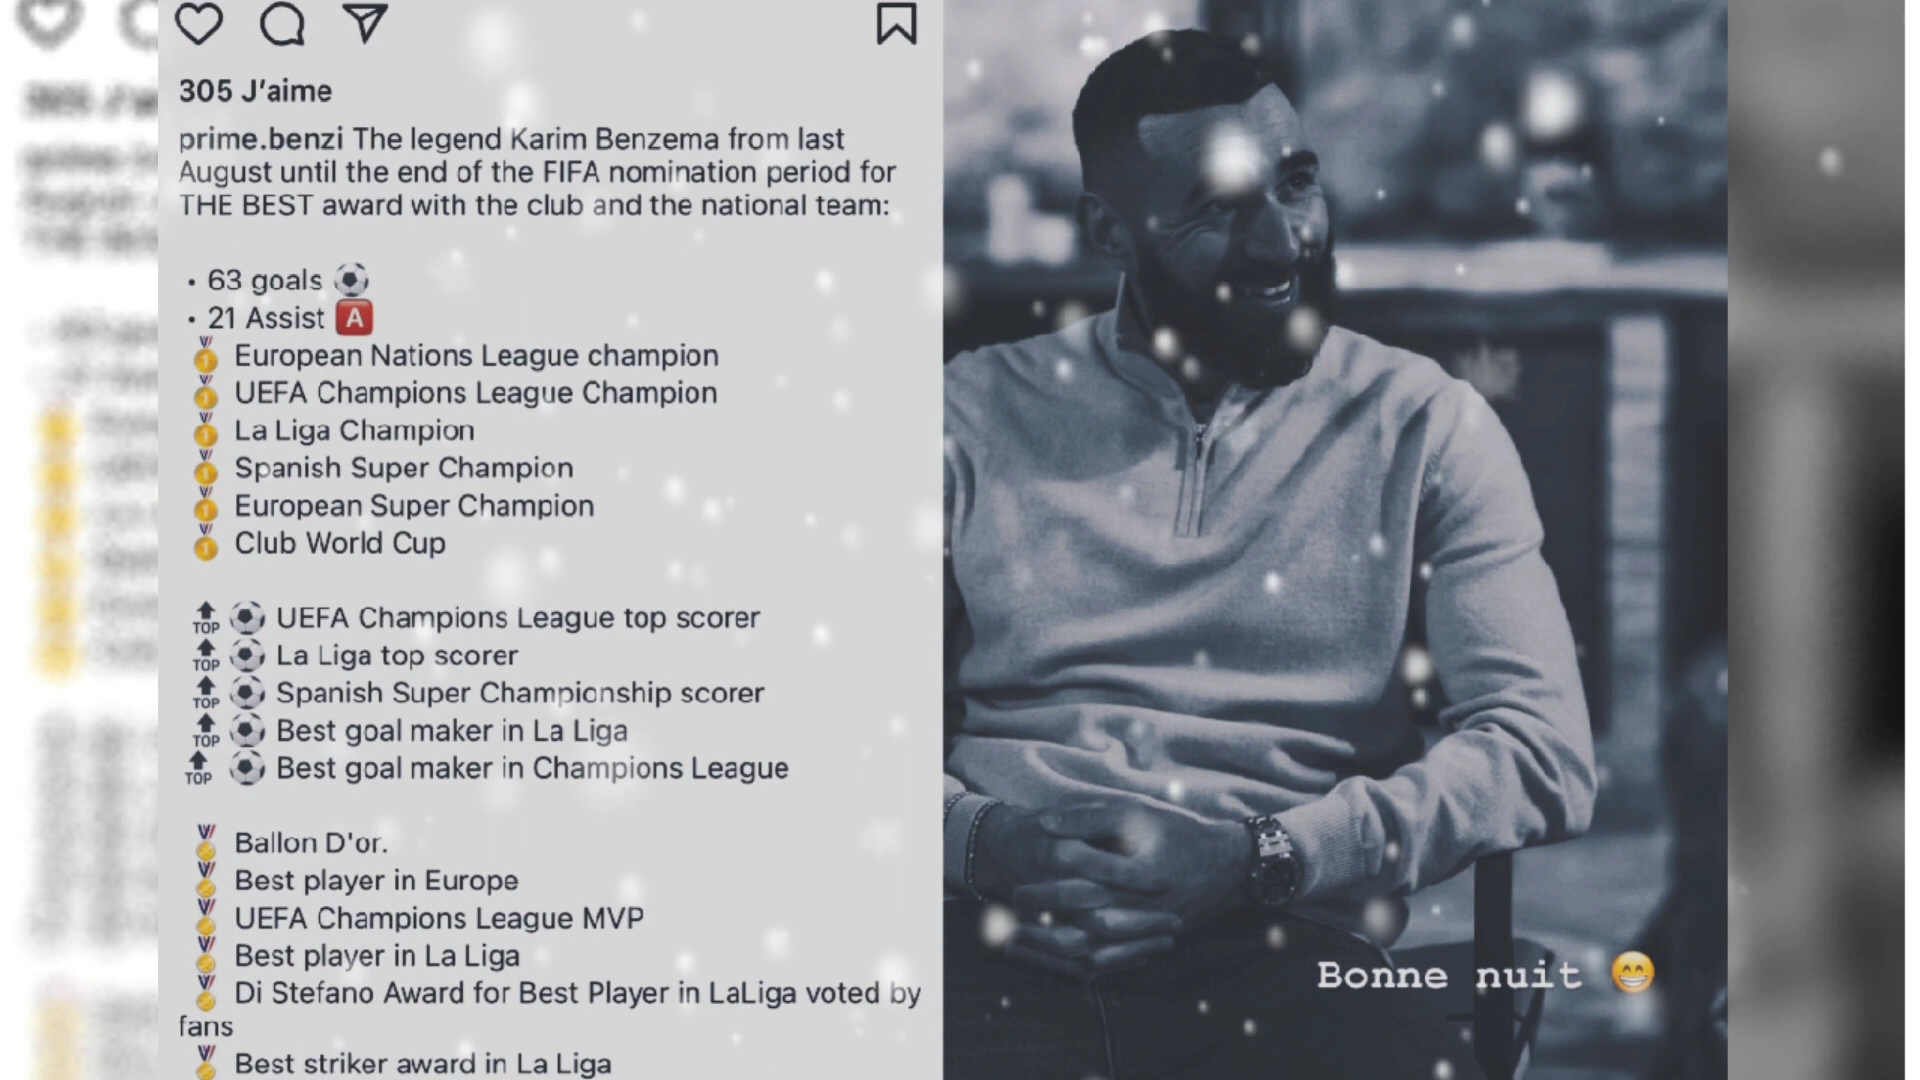 305 J'aime
prime.benzi The legend Karim Benzema from last
August until the end of the FIFA nomination period for
THE BEST award with the club and the national team:
• 63 goals ⚽
• 21 Assist 🅰
🥇 European Nations League champion
🥇 UEFA Champions League Champion
🥇 La Liga Champion
🥇 Spanish Super Champion
🥇 European Super Champion
🥇 Club World Cup
🔝 ⚽ UEFA Champions League top scorer
🔝 ⚽ La Liga top scorer
🔝 ⚽ Spanish Super Championship scorer
🔝 ⚽ Best goal maker in La Liga
🔝 ⚽ Best goal maker in Champions League
🏅 Ballon D'or.
🏅 Best player in Europe
🏅 UEFA Champions League MVP
🏅 Best player in La Liga
🏅 Di Stefano Award for Best Player in LaLiga voted by
fans
🏅 Best striker award in La Liga
Bonne nuit 😁